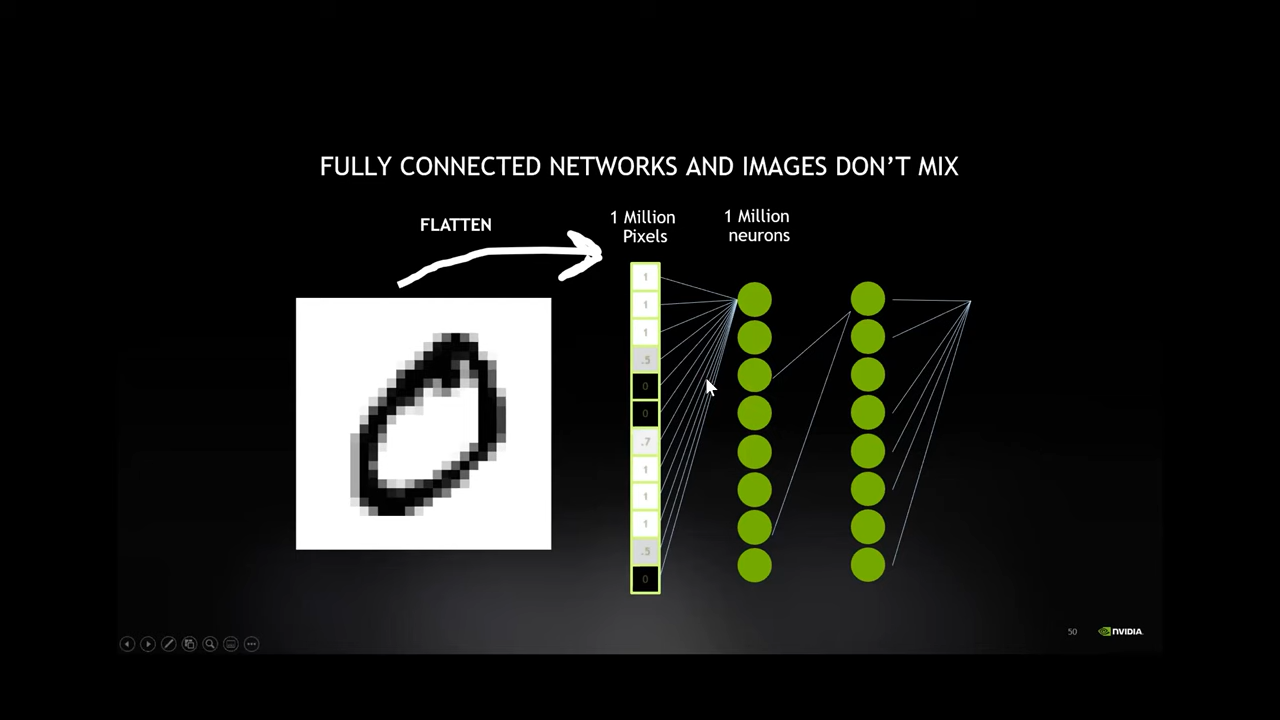 FULLY CONNECTED NETWORKS AND IMAGES DON'T MIX
FLATTEN
1 Million
Pixels
1 Million
neurons
1
1
1
.5
0
0
.7
1
1
1
.5
0
50
NVIDIA.